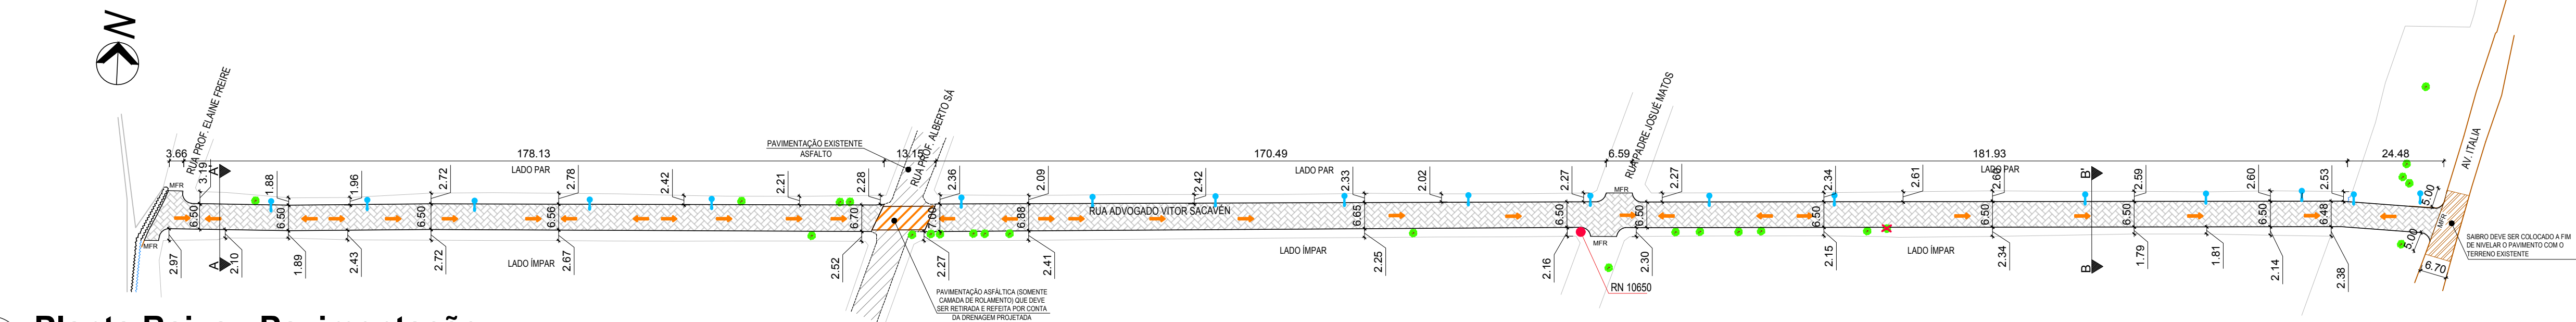 N
RUA PROF. ELAINE FREIRE
RUA PROF. ALBERTO SÁ
RUA PADRE JOSUÉ MATOS
AV. ITALIA
PAVIMENTAÇÃO EXISTENTE
ASFALTO
3.66
178.13
13.15
170.49
6.59
181.93
24.48
LADO PAR
LADO PAR
LADO PAR
3.19
A'
1.88
1.96
2.72
2.78
2.42
2.21
2.28
2.36
2.09
2.42
2.33
2.02
2.27
2.27
2.34
2.61
B'
2.59
2.60
2.53
MFR
MFR
6.50
6.50
6.50
6.56
6.70
7.00
6.88
RUA ADVOGADO VITOR SACAVÉN
6.65
6.50
6.50
6.50
6.50
6.50
6.50
6.48
5.00
5.00
MFR
6.70
MFR
MFR
A
2.97
2.10
1.89
2.43
2.72
2.67
2.52
2.27
2.41
2.25
2.16
2.30
2.15
2.34
B
1.79
1.81
2.14
2.38
LADO ÍMPAR
LADO ÍMPAR
LADO ÍMPAR
RN 10650
PAVIMENTAÇÃO ASFÁLTICA (SOMENTE
CAMADA DE ROLAMENTO) QUE DEVE
SER RETIRADA E REFEITA POR CONTA
DA DRENAGEM PROJETADA
SAIBRO DEVE SER COLOCADO A FIM
DE NIVELAR O PAVIMENTO COM O
TERRENO EXISTENTE